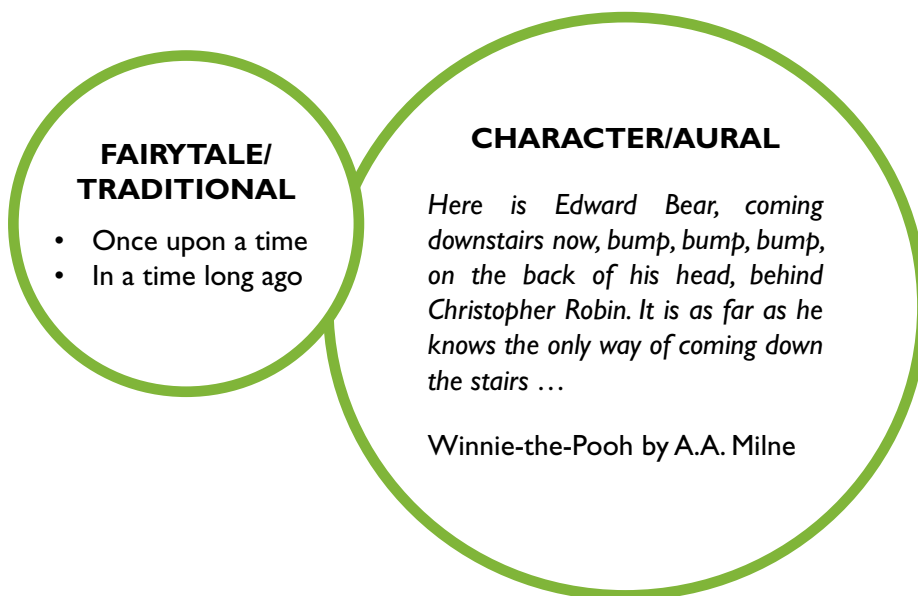 FAIRYTALE/
TRADITIONAL
• Once upon a time
• In a time long ago
CHARACTER/AURAL
Here is Edward Bear, coming
downstairs now, bump, bump, bump,
on the back of his head, behind
Christopher Robin. It is as far as he
knows the only way of coming down
the stairs …
Winnie-the-Pooh by A.A. Milne